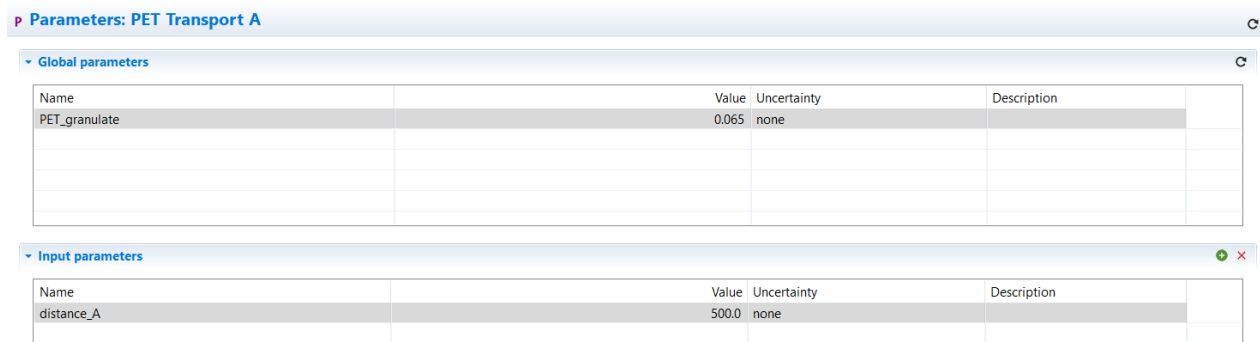 P Parameters: PET Transport A
Global parameters
Name Value Uncertainty Description
PET_granulate 0.065 none
Input parameters
Name Value Uncertainty Description
distance_A 500.0 none